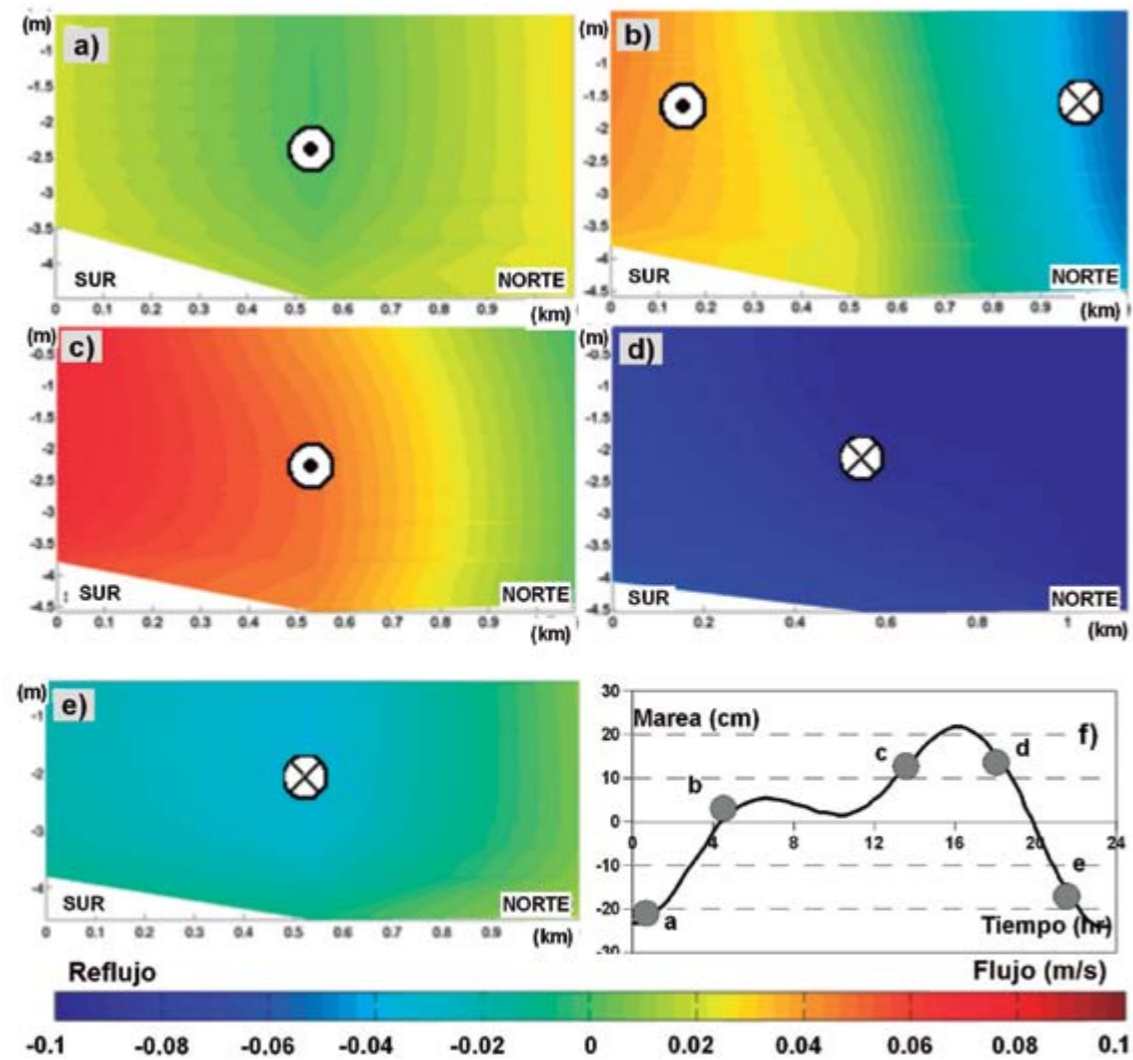 (m)
a)
-1
-1.5
-2
-2.5
-3
-3.5
-4
SUR
NORTE
0 0.1 0.2 0.3 0.4 0.5 0.6 0.7 0.8 0.9
(km)
(m)
b)
-1
-1.5
-2
-2.5
-3
-3.5
-4
-4.5
SUR
NORTE
0 0.1 0.2 0.3 0.4 0.5 0.6 0.7 0.8 0.9
(km)
(m)
c)
-0.5
-1
-1.5
-2
-2.5
-3
-3.5
-4
-4.5
SUR
NORTE
0 0.1 0.2 0.3 0.4 0.5 0.6 0.7 0.8 0.9
(km)
(m)
d)
-0.5
-1
-1.5
-2
-2.5
-3
-3.5
-4
-4.5
SUR
NORTE
0 0.2 0.4 0.6 0.8 1
(km)
(m)
e)
-1
-2
-3
-4
SUR
NORTE
0 0.1 0.2 0.3 0.4 0.5 0.6 0.7 0.8 0.9
(km)
30
Marea (cm)
f)
20
c
d
10
b
0
0 4 8 12 16 20 24
-10
e
-20
a
Tiempo (hr)
-30
Reflujo
Flujo (m/s)
-0.1 -0.08 -0.06 -0.04 -0.02 0 0.02 0.04 0.06 0.08 0.1